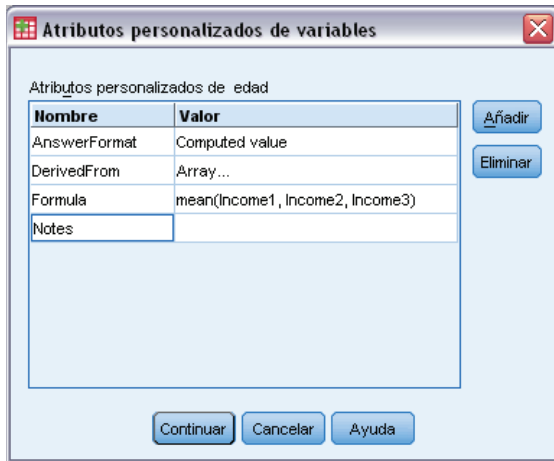 Atributos personalizados de variables
Atributos personalizados de edad
Nombre Valor
AnswerFormat Computed value
DerivedFrom Array...
Formula mean(Income1, Income2, Income3)
Notes
Añadir
Eliminar
Continuar Cancelar Ayuda